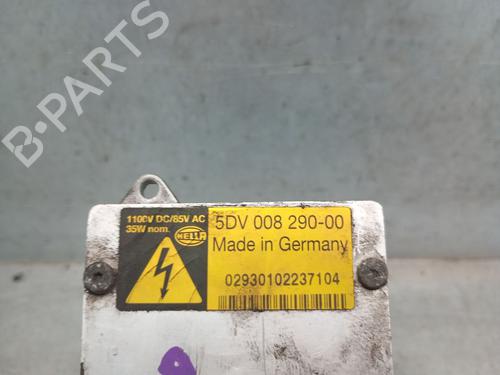 1100V DC/85V AC
35W nom.
HELLA
5DV 008 290-00
Made in Germany
02930102237104
B-PARTS